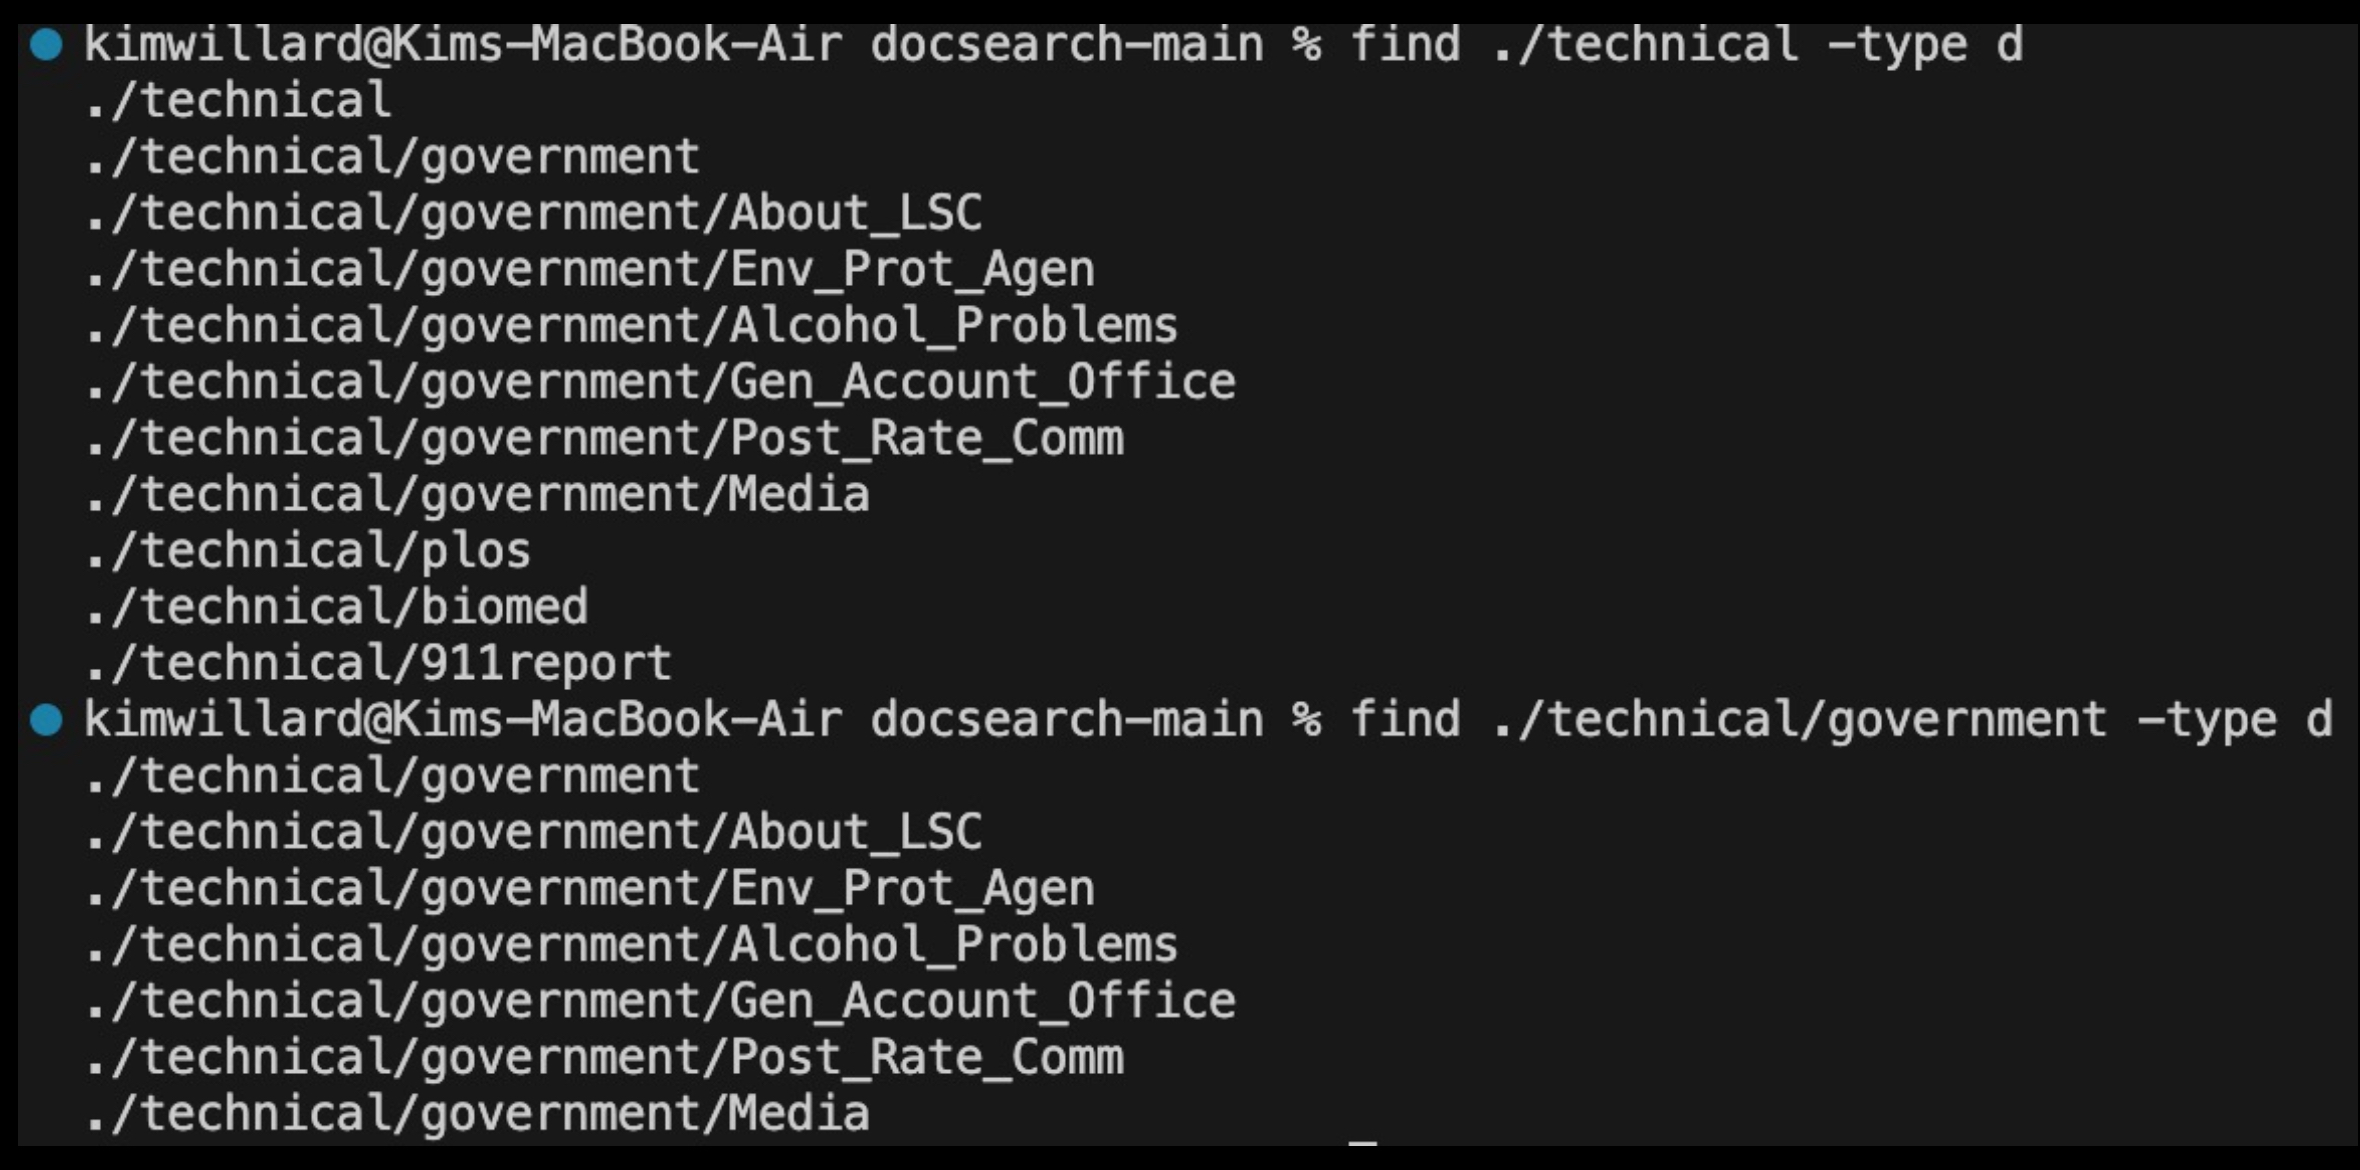 kimwillard@Kims-MacBook-Air docsearch-main % find ./technical -type d
./technical
./technical/government
./technical/government/About_LSC
./technical/government/Env_Prot_Agen
./technical/government/Alcohol_Problems
./technical/government/Gen_Account_Office
./technical/government/Post_Rate_Comm
./technical/government/Media
./technical/plos
./technical/biomed
./technical/911report
kimwillard@Kims-MacBook-Air docsearch-main % find ./technical/government -type d
./technical/government
./technical/government/About_LSC
./technical/government/Env_Prot_Agen
./technical/government/Alcohol_Problems
./technical/government/Gen_Account_Office
./technical/government/Post_Rate_Comm
./technical/government/Media